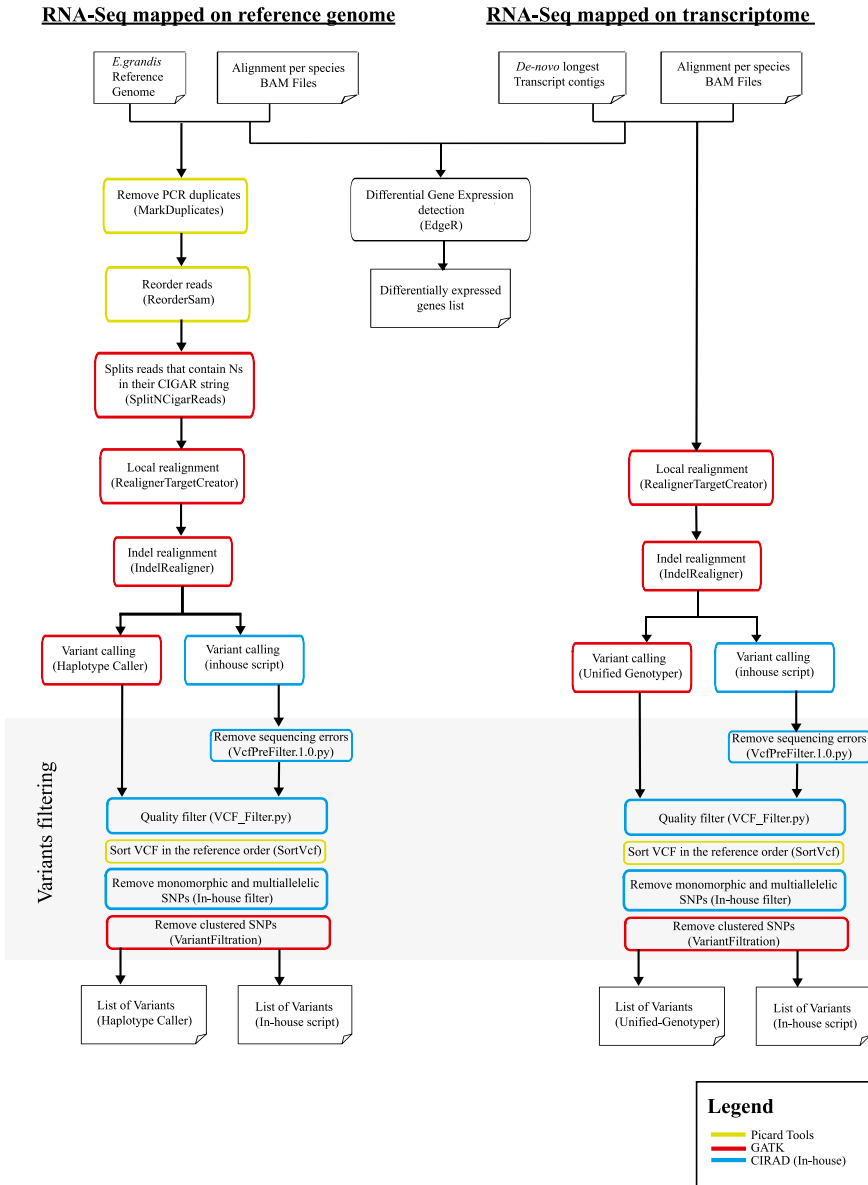 RNA-Seq mapped on reference genome
RNA-Seq mapped on transcriptome
E.grandis
Reference
Genome
Alignment per species
BAM Files
De-novo longest
Transcript contigs
Alignment per species
BAM Files
Remove PCR duplicates
(MarkDuplicates)
Differential Gene Expression
detection
(EdgeR)
Reorder reads
(ReorderSam)
Differentially expressed
genes list
Splits reads that contain Ns
in their CIGAR string
(SplitNCigarReads)
Local realignment
(RealignerTargetCreator)
Local realignment
(RealignerTargetCreator)
Indel realignment
(IndelRealigner)
Indel realignment
(IndelRealigner)
Variant calling
(Haplotype Caller)
Variant calling
(inhouse script)
Variant calling
(Unified Genotyper)
Variant calling
(inhouse script)
Variants filtering
Remove sequencing errors
(VcfPreFilter.1.0.py)
Remove sequencing errors
(VcfPreFilter.1.0.py)
Quality filter (VCF_Filter.py)
Quality filter (VCF_Filter.py)
Sort VCF in the reference order (SortVcf)
Sort VCF in the reference order (SortVcf)
Remove monomorphic and multiallelic
SNPs (In-house filter)
Remove monomorphic and multiallelic
SNPs (In-house filter)
Remove clustered SNPs
(VariantFiltration)
Remove clustered SNPs
(VariantFiltration)
List of Variants
(Haplotype Caller)
List of Variants
(In-house script)
List of Variants
(Unified-Genotyper)
List of Variants
(In-house script)
Legend
Picard Tools
GATK
CIRAD (In-house)